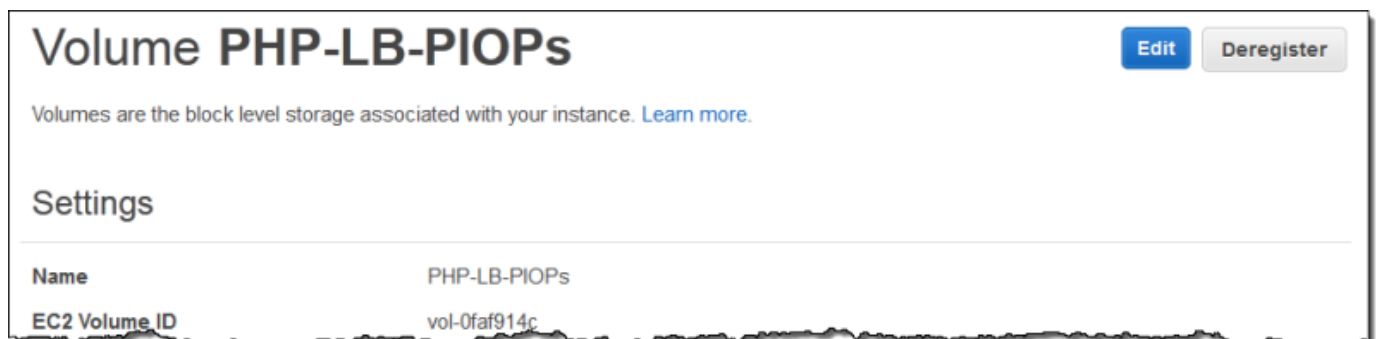 Volume PHP-LB-PIOPs
Edit
Deregister
Volumes are the block level storage associated with your instance. Learn more.
Settings
Name PHP-LB-PIOPs
EC2 Volume ID vol-0faf914c